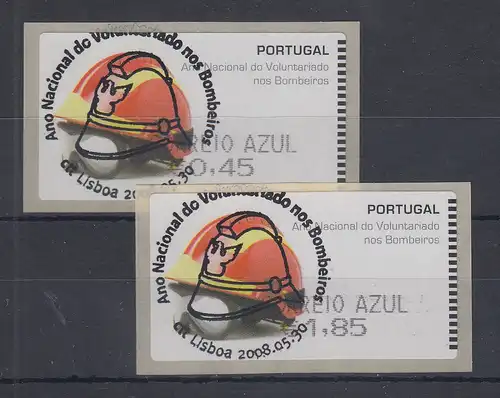 Ano Nacional do Voluntariado nos Bombeiros
PORTUGAL
Ano Nacional do Voluntariado
nos Bombeiros
REIO AZUL
0,45
CR Lisboa
Ano Nacional do Voluntariado nos Bombeiros
PORTUGAL
Ano Nacional do Voluntariado
nos Bombeiros
REIO AZUL
1,85
CR Lisboa 2008.05.30